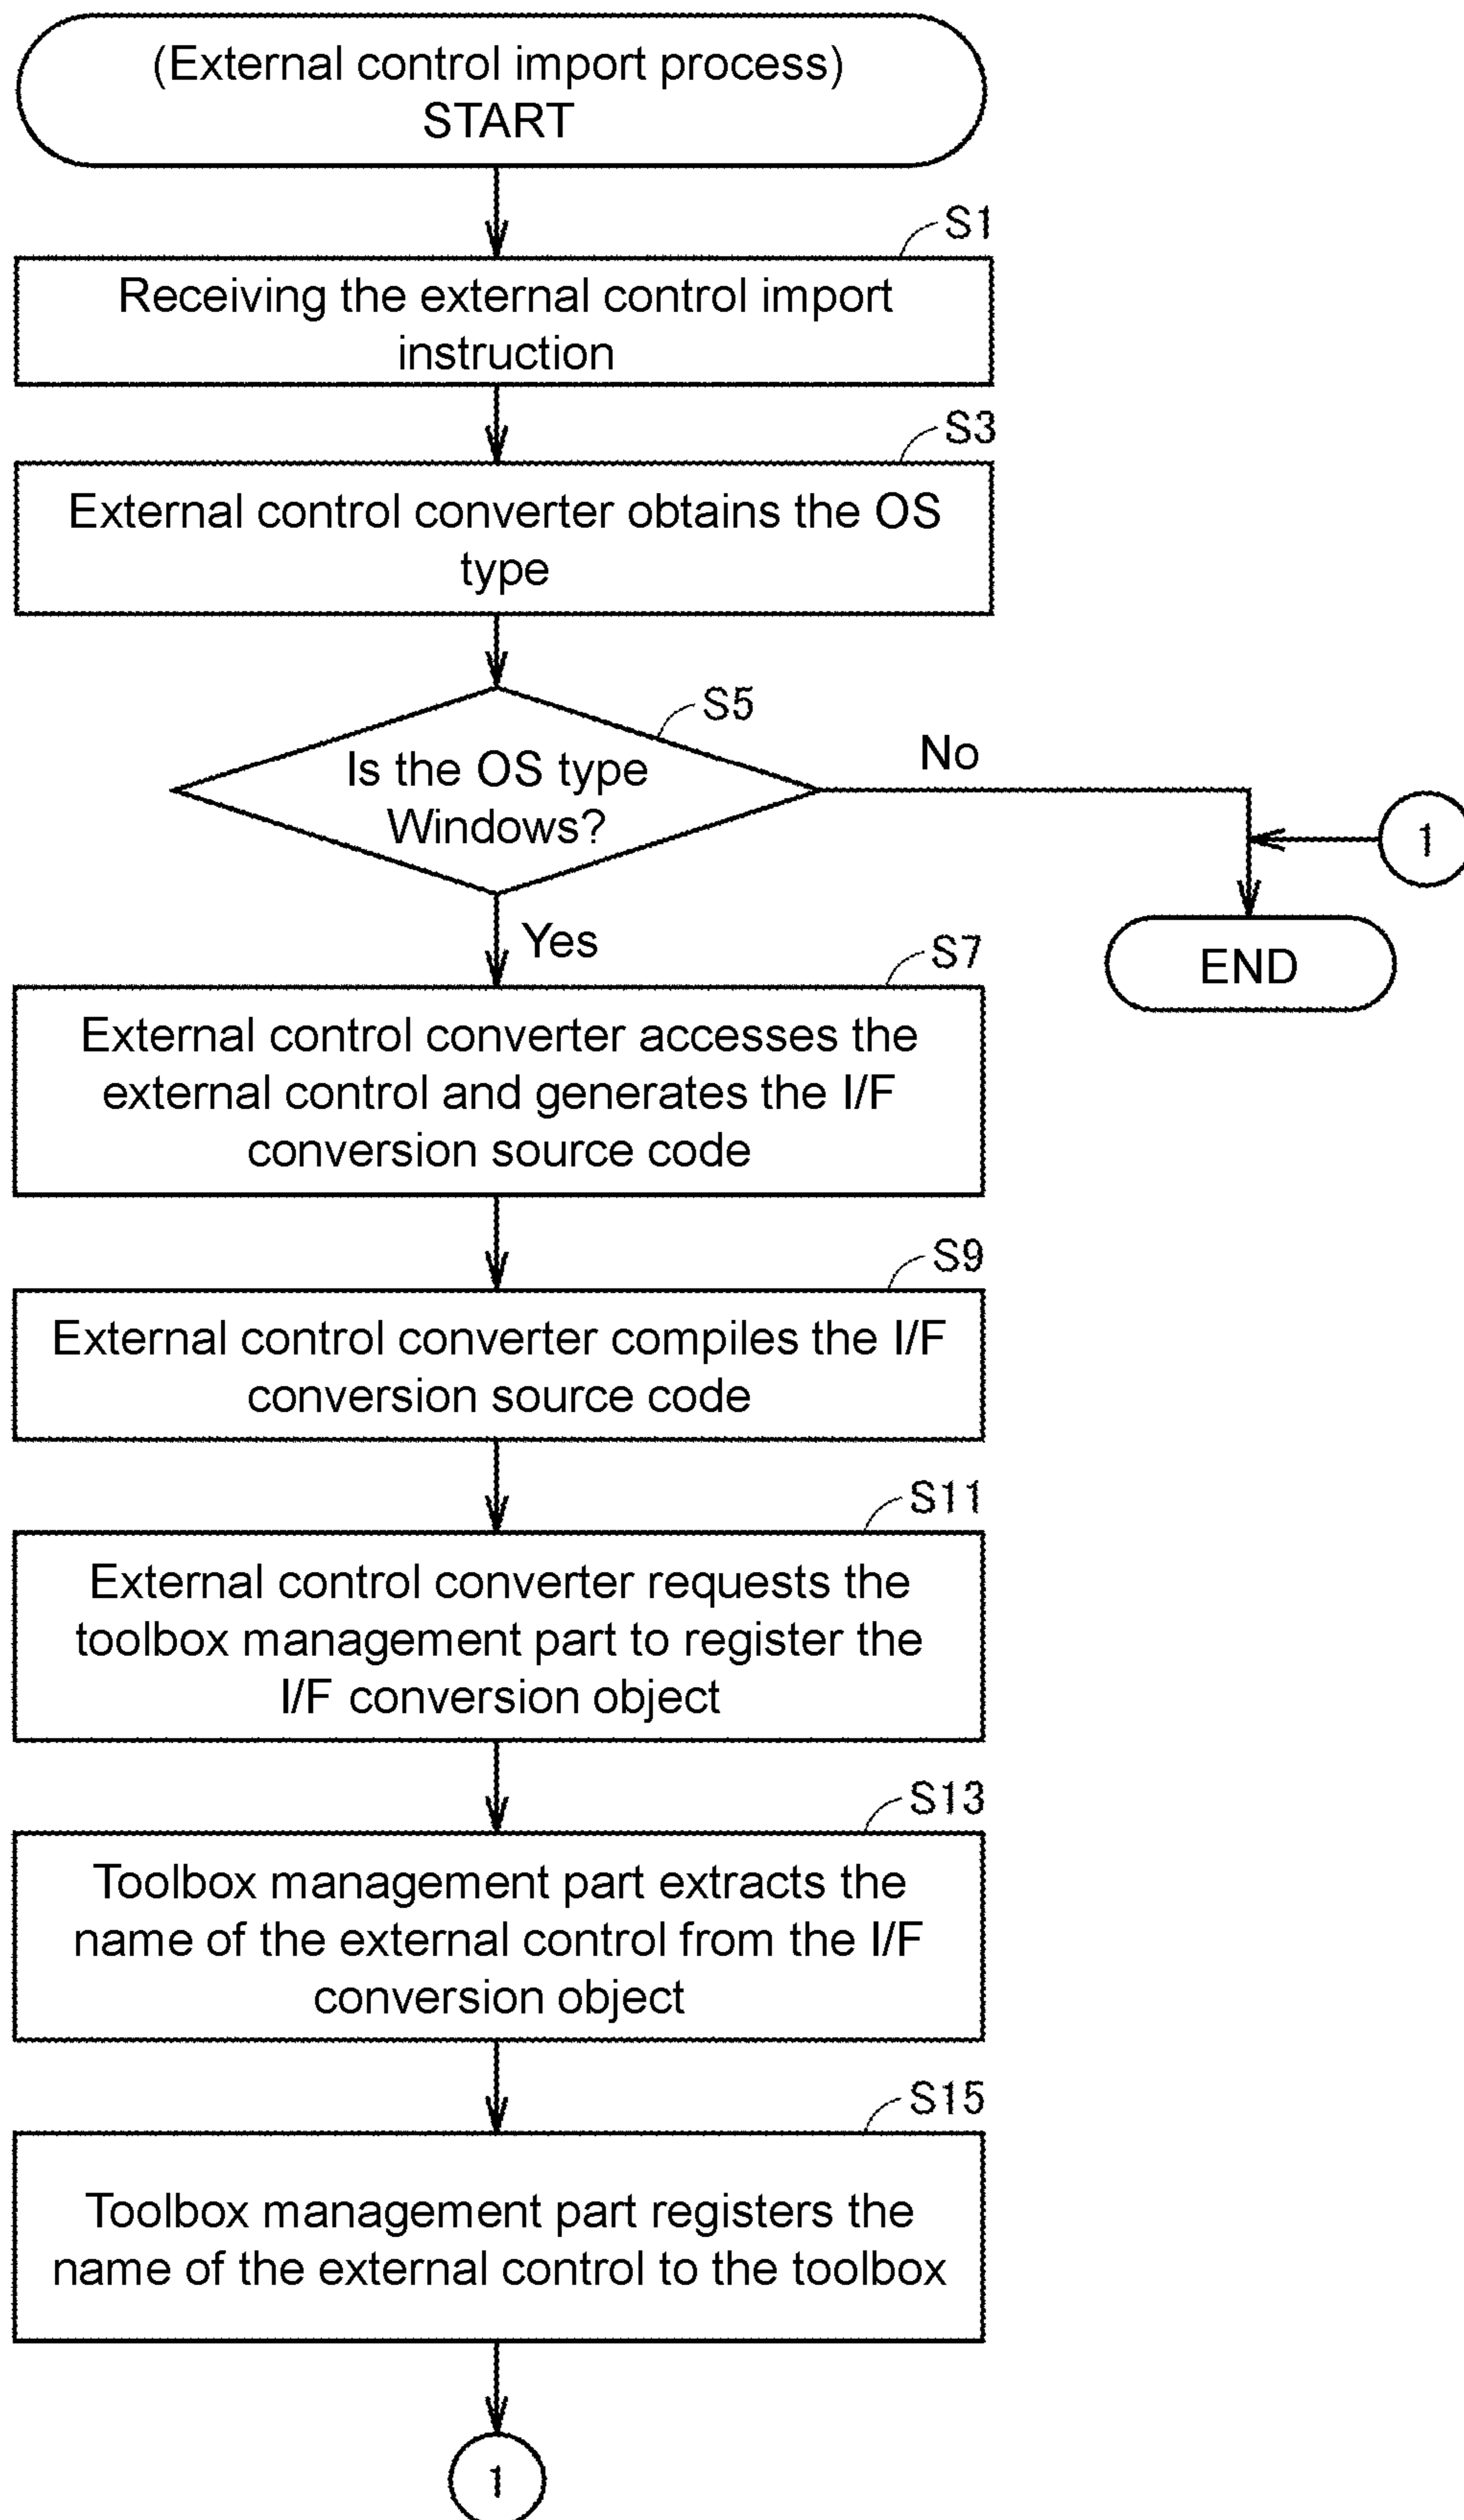 (External control import process)
START
S1
Receiving the external control import
instruction
S3
External control converter obtains the OS
type
S5
Is the OS type
Windows?
No
1
END
Yes
S7
External control converter accesses the
external control and generates the I/F
conversion source code
S9
External control converter compiles the I/F
conversion source code
S11
External control converter requests the
toolbox management part to register the
I/F conversion object
S13
Toolbox management part extracts the
name of the external control from the I/F
conversion object
S15
Toolbox management part registers the
name of the external control to the toolbox
1